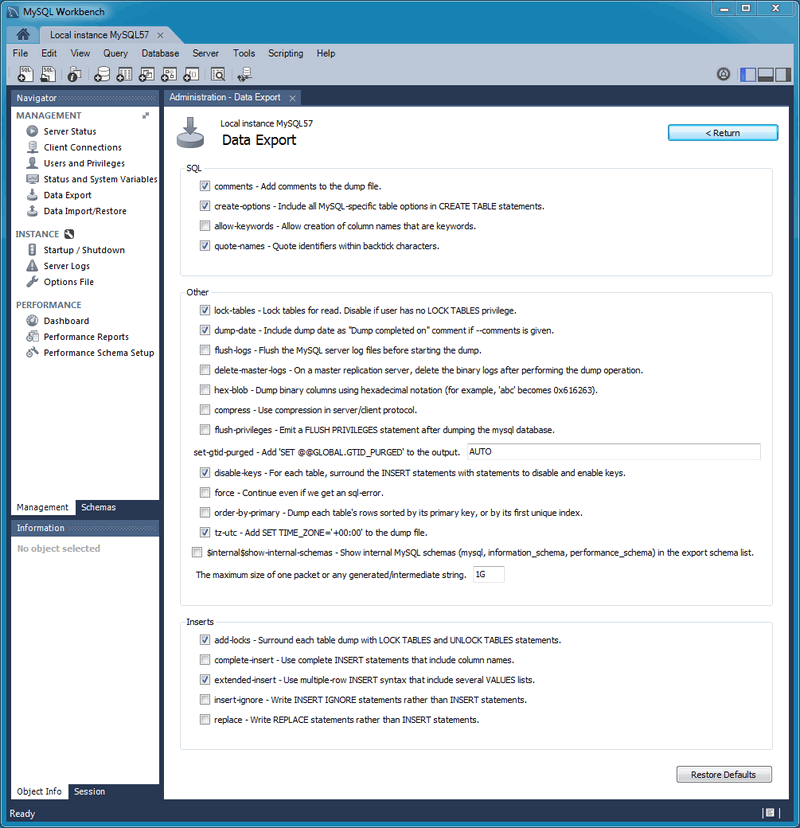 MySQL Workbench
Local instance MySQL57
File Edit View Query Database Server Tools Scripting Help
Navigator
MANAGEMENT
Server Status
Client Connections
Users and Privileges
Status and System Variables
Data Export
Data Import/Restore
INSTANCE
Startup / Shutdown
Server Logs
Options File
PERFORMANCE
Dashboard
Performance Reports
Performance Schema Setup
Management Schemas
Information
No object selected
Object Info Session
Administration - Data Export
Local instance MySQL57
Data Export
< Return
SQL
comments - Add comments to the dump file.
create-options - Include all MySQL-specific table options in CREATE TABLE statements.
allow-keywords - Allow creation of column names that are keywords.
quote-names - Quote identifiers within backtick characters.
Other
lock-tables - Lock tables for read. Disable if user has no LOCK TABLES privilege.
dump-date - Include dump date as "Dump completed on" comment if --comments is given.
flush-logs - Flush the MySQL server log files before starting the dump.
delete-master-logs - On a master replication server, delete the binary logs after performing the dump operation.
hex-blob - Dump binary columns using hexadecimal notation (for example, 'abc' becomes 0x616263).
compress - Use compression in server/client protocol.
flush-privileges - Emit a FLUSH PRIVILEGES statement after dumping the mysql database.
set-gtid-purged - Add 'SET @@GLOBAL.GTID_PURGED' to the output. AUTO
disable-keys - For each table, surround the INSERT statements with statements to disable and enable keys.
force - Continue even if we get an sql-error.
order-by-primary - Dump each table's rows sorted by its primary key, or by its first unique index.
tz-utc - Add SET TIME_ZONE='+00:00' to the dump file.
$internal$show-internal-schemas - Show internal MySQL schemas (mysql, information_schema, performance_schema) in the export schema list.
The maximum size of one packet or any generated/intermediate string. 1G
Inserts
add-locks - Surround each table dump with LOCK TABLES and UNLOCK TABLES statements.
complete-insert - Use complete INSERT statements that include column names.
extended-insert - Use multiple-row INSERT syntax that include several VALUES lists.
insert-ignore - Write INSERT IGNORE statements rather than INSERT statements.
replace - Write REPLACE statements rather than INSERT statements.
Restore Defaults
Ready